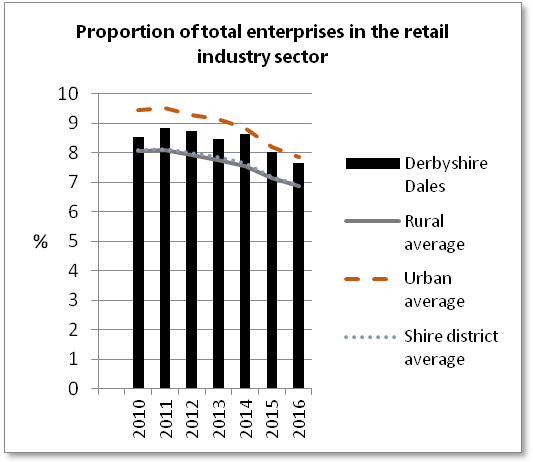 Proportion of total enterprises in the retail
industry sector
10
9
8
7
6
5
4
3
2
1
0
%
2010
2011
2012
2013
2014
2015
2016
Derbyshire
Dales
Rural
average
Urban
average
Shire district
average